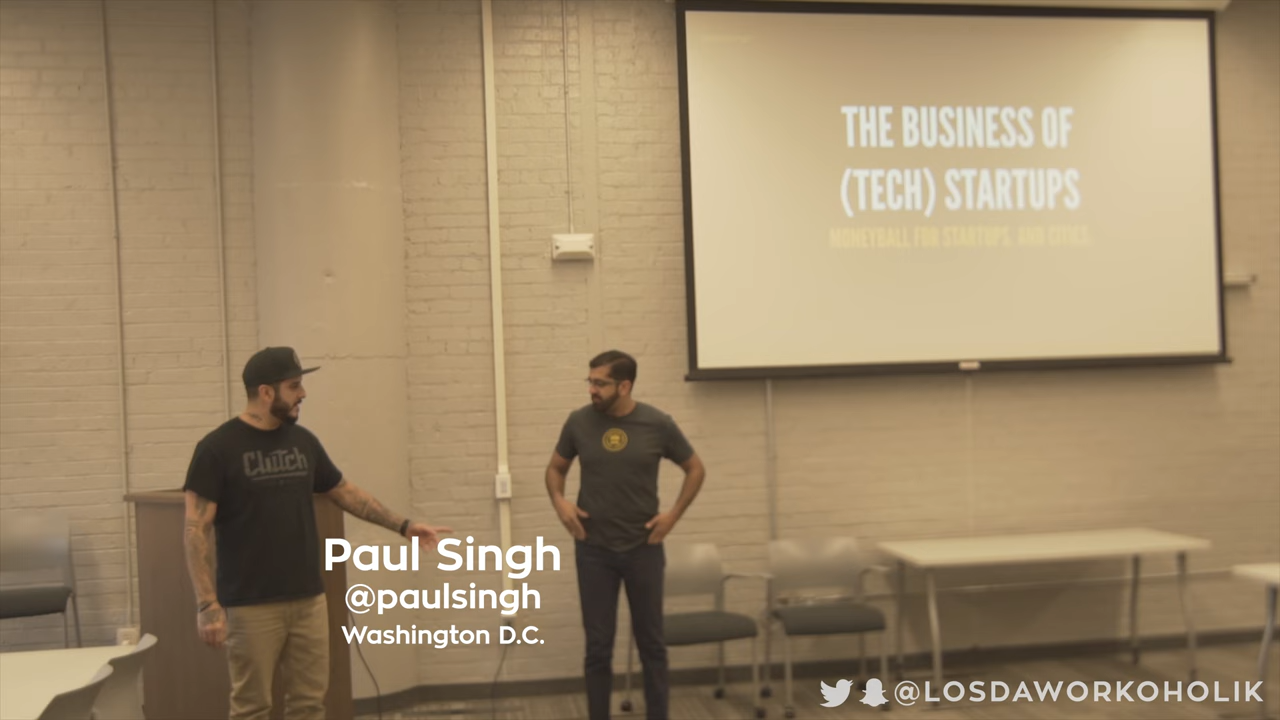 THE BUSINESS OF
(TECH) STARTUPS
MONEYBALL FOR STARTUPS. AND CITIES.
Clutch
Paul Singh
@paulsingh
Washington D.C.
@LOSDAWORKOHOLIK